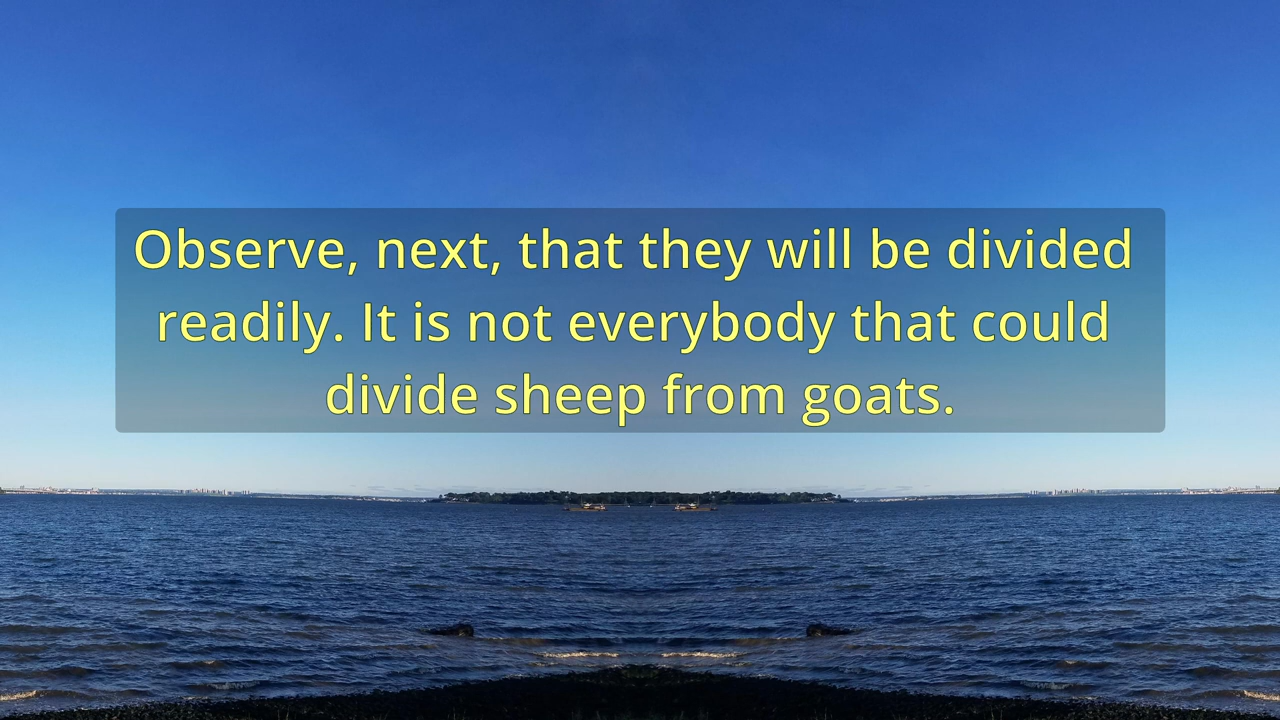 Observe, next, that they will be divided
readily. It is not everybody that could
divide sheep from goats.